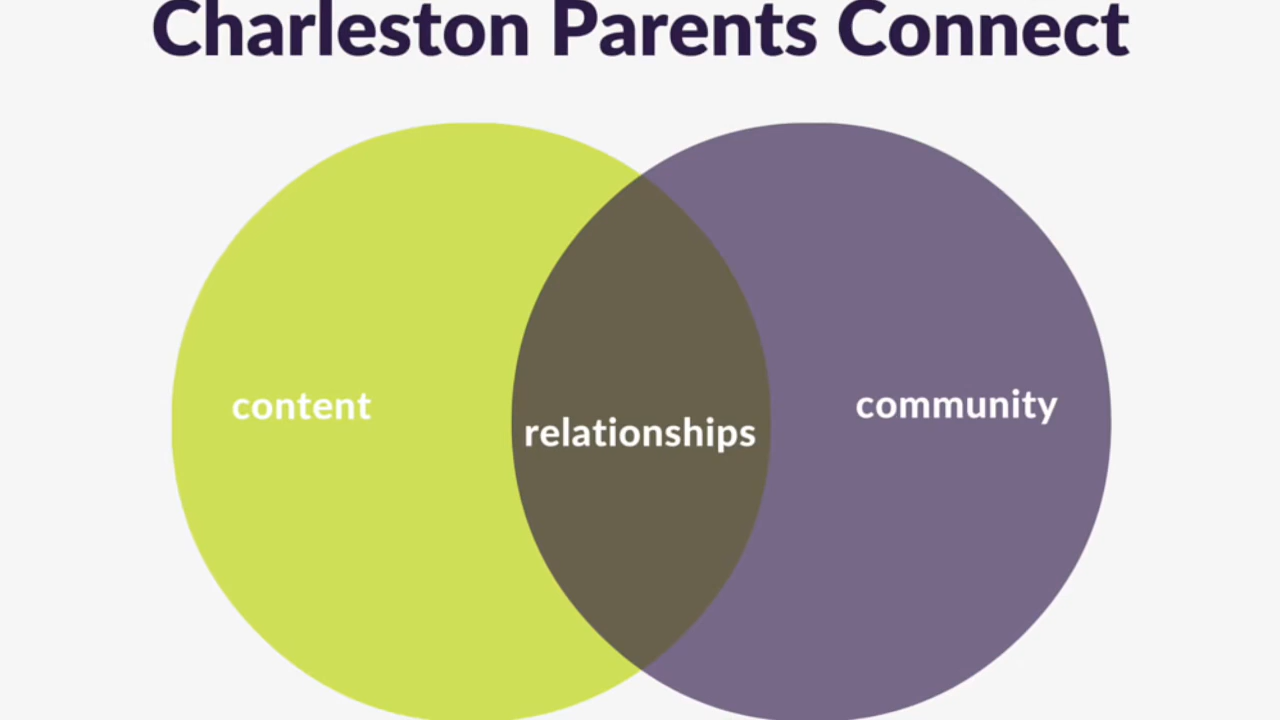 Charleston Parents Connect
content
relationships
community